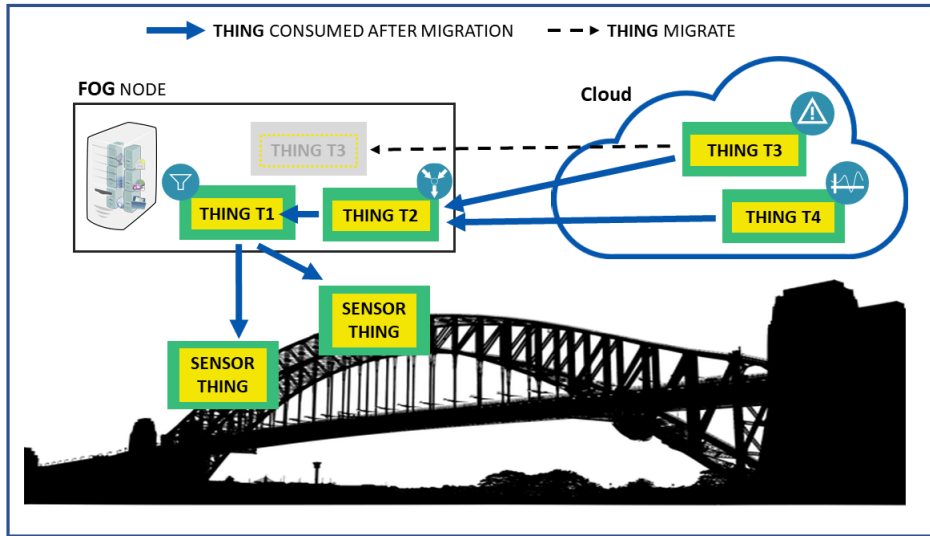 THING CONSUMED AFTER MIGRATION
THING MIGRATE
FOG NODE
Cloud
THING T3
THING T3
THING T1
THING T2
THING T4
SENSOR
THING
SENSOR
THING